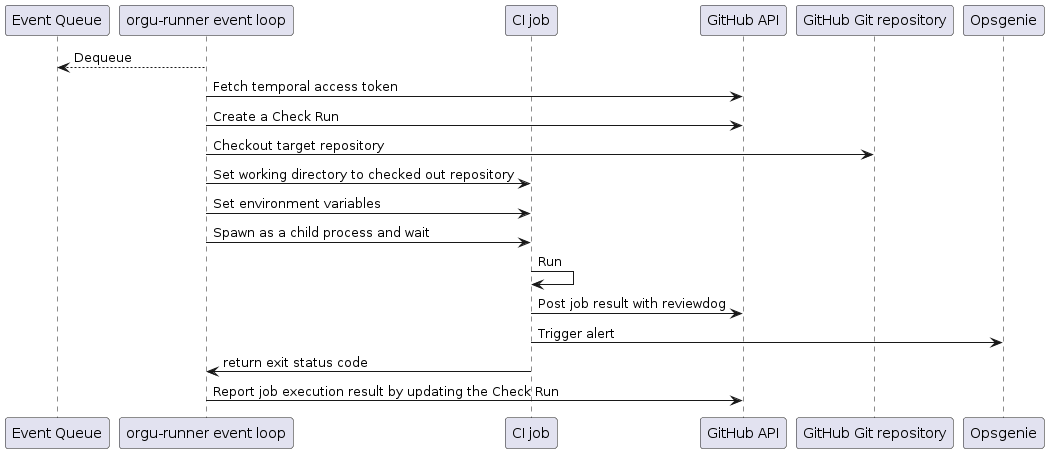 Event Queue
orgu-runner event loop
CI job
GitHub API
GitHub Git repository
Opsgenie
Dequeue
Fetch temporal access token
Create a Check Run
Checkout target repository
Set working directory to checked out repository
Set environment variables
Spawn as a child process and wait
Run
Post job result with reviewdog
Trigger alert
return exit status code
Report job execution result by updating the Check Run
Event Queue
orgu-runner event loop
CI job
GitHub API
GitHub Git repository
Opsgenie